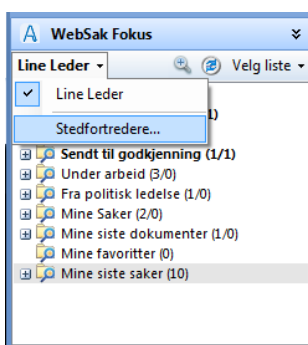 WebSak Fokus
Line Leder
Velg liste
Line Leder
1)
Stedfortredere...
Sendt til godkjenning (1/1)
Under arbeid (3/0)
Fra politisk ledelse (1/0)
Mine Saker (2/0)
Mine siste dokumenter (1/0)
Mine favoritter (0)
Mine siste saker (10)